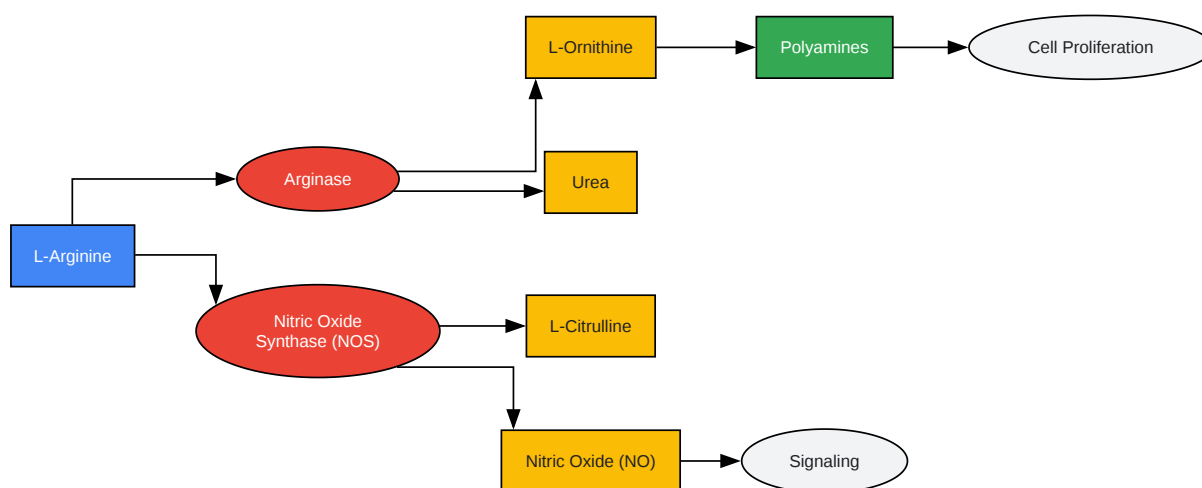 L-Ornithine
Polyamines
Cell Proliferation
Arginase
Urea
L-Arginine
Nitric Oxide
Synthase (NOS)
L-Citrulline
Nitric Oxide (NO)
Signaling